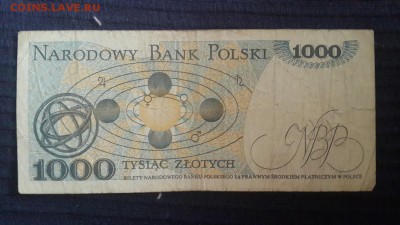 COINS.LAVE.RU
NARODOWY BANK POLSKI 1000
NBP
1000 TYSIĄC ZŁOTYCH
BILETY NARODOWEGO BANKU POLSKIEGO SĄ PRAWNYM ŚRODKIEM PŁATNICZYM W POLSCE